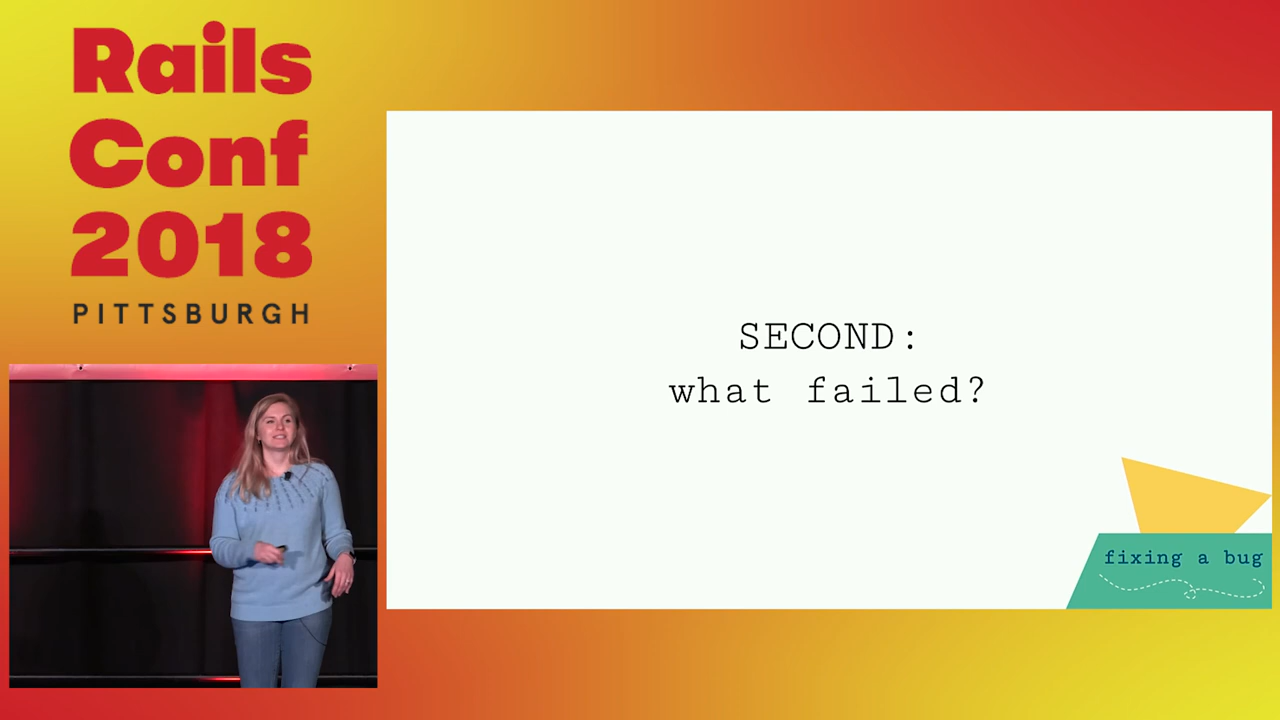 Rails
Conf
2018
PITTSBURGH
SECOND:
what failed?
fixing a bug